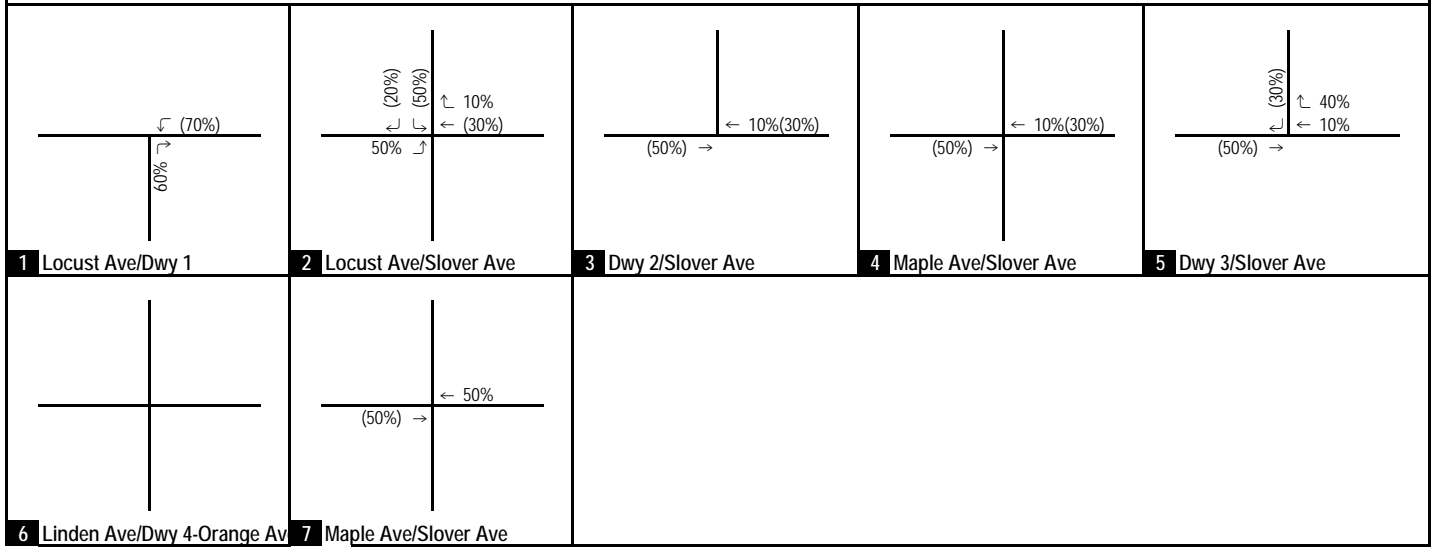 (70%)
60%
1 Locust Ave/Dwy 1
(20%) (50%)
↰ 10%
← (30%)
50%
2 Locust Ave/Slover Ave
← 10%(30%)
(50%) →
3 Dwy 2/Slover Ave
← 10%(30%)
(50%) →
4 Maple Ave/Slover Ave
(30%)
40%
← 10%
(50%) →
5 Dwy 3/Slover Ave
6 Linden Ave/Dwy 4-Orange Av
← 50%
(50%) →
7 Maple Ave/Slover Ave